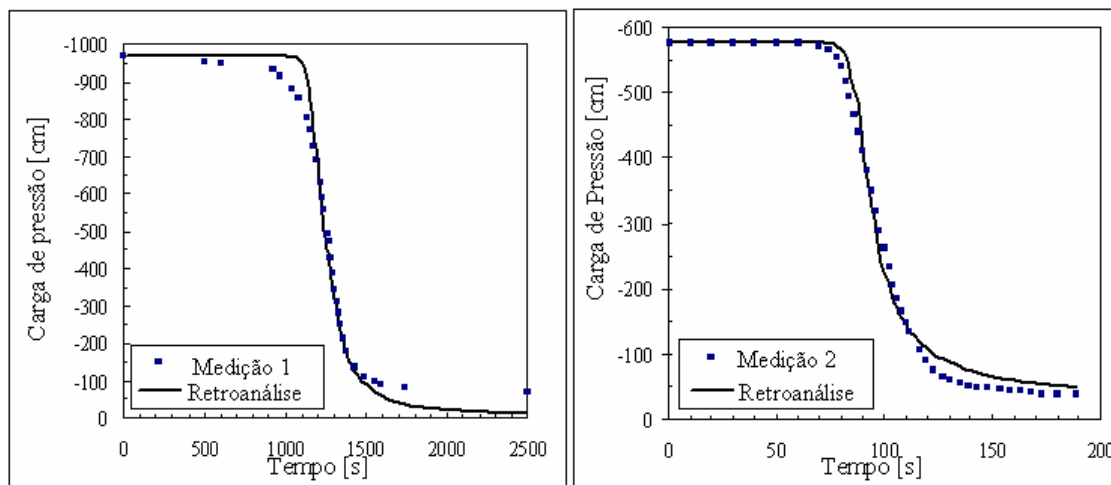 -1000
-900
-800
-700
-600
-500
-400
-300
-200
-100
0
Carga de pressão [cm]
Medição 1
Retroanálise
0 500 1000 1500 2000 2500
Tempo [s]
-600
-500
-400
-300
-200
-100
0
Carga de Pressão [cm]
Medição 2
Retroanálise
0 50 100 150 200
Tempo [s]